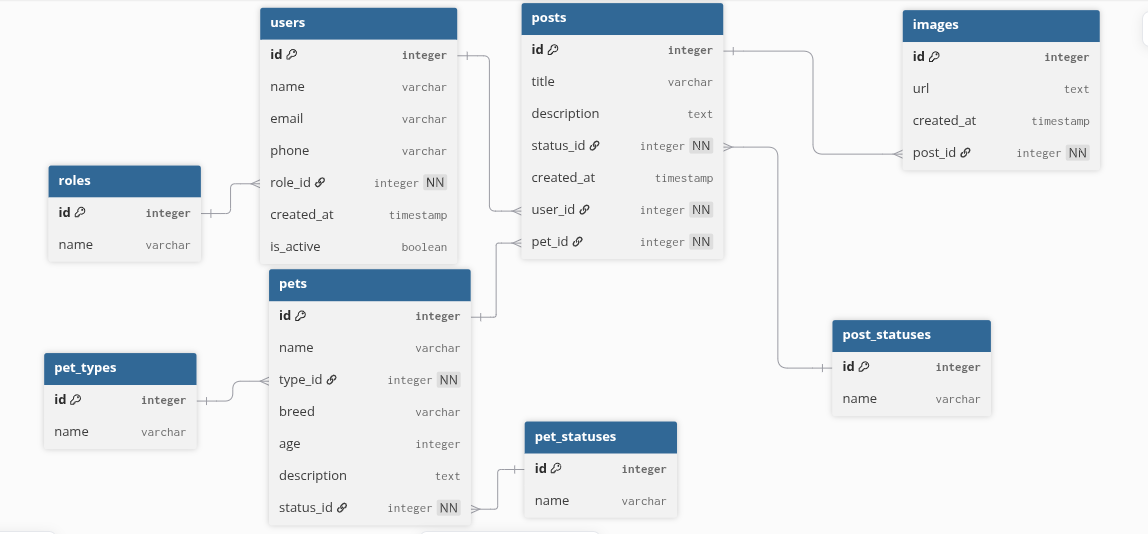 users
id integer
name varchar
email varchar
phone varchar
role_id integer NN
created_at timestamp
is_active boolean
posts
id integer
title varchar
description text
status_id integer NN
created_at timestamp
user_id integer NN
pet_id integer NN
images
id integer
url text
created_at timestamp
post_id integer NN
roles
id integer
name varchar
pets
id integer
name varchar
type_id integer NN
breed varchar
age integer
description text
status_id integer NN
pet_types
id integer
name varchar
post_statuses
id integer
name varchar
pet_statuses
id integer
name varchar